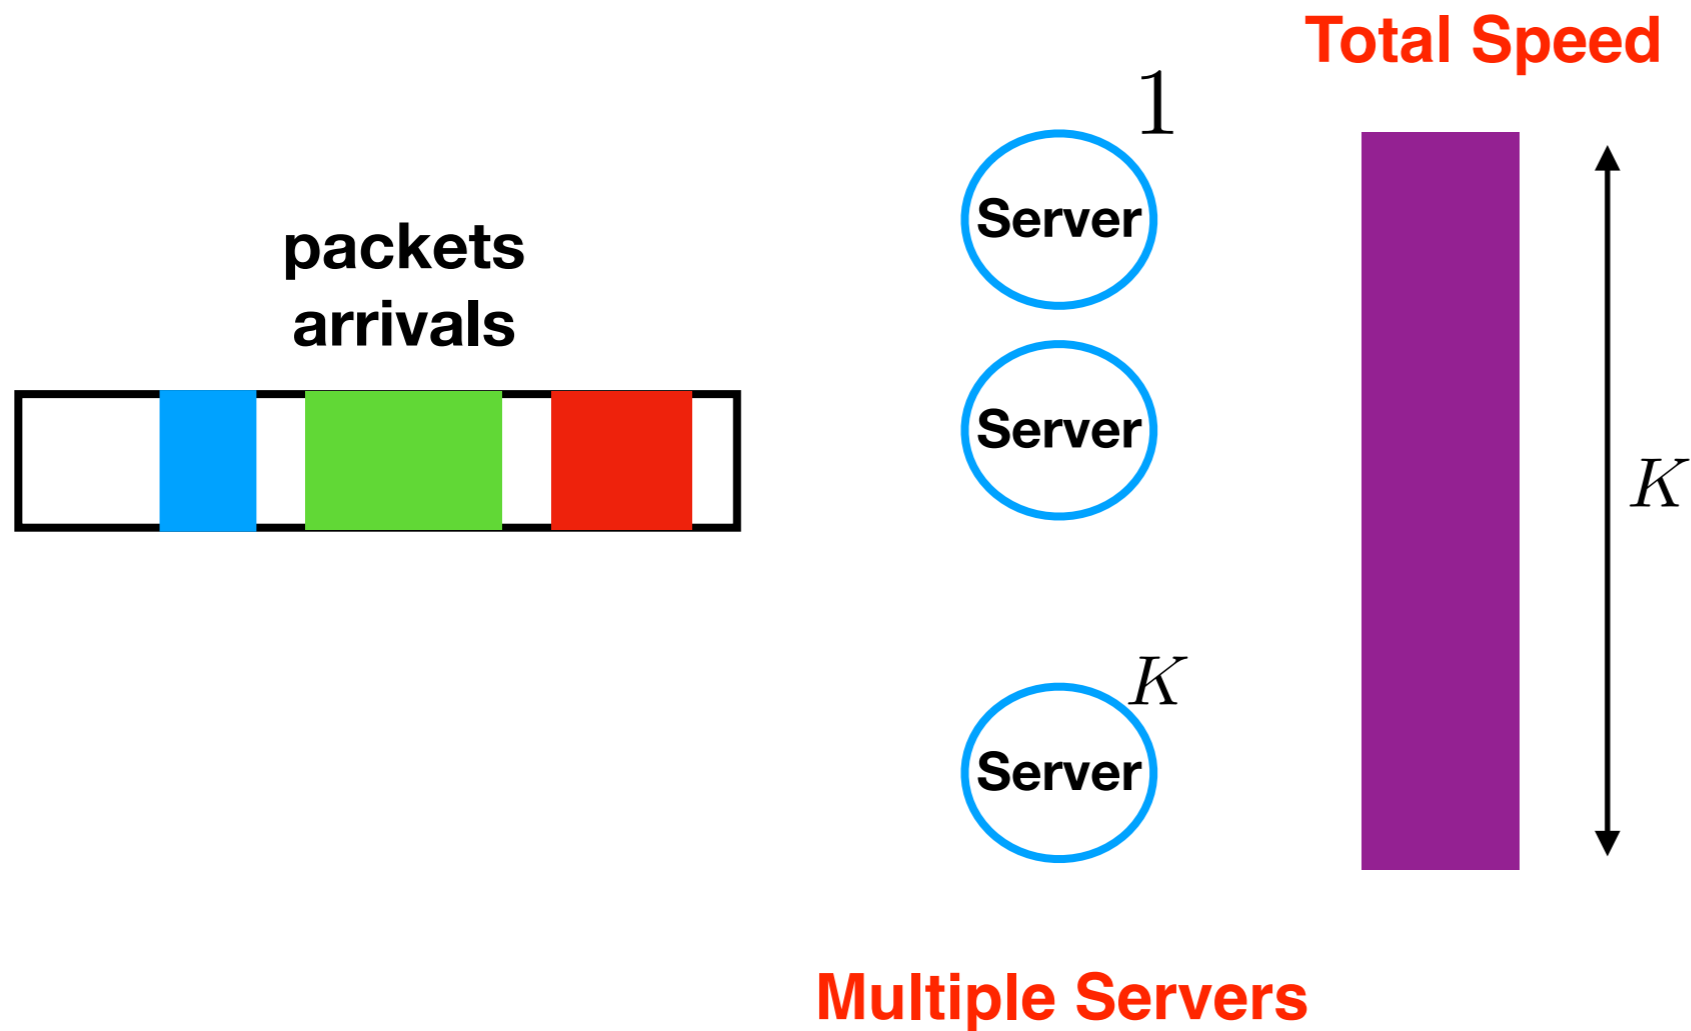 Total Speed
1
Server
packets
arrivals
Server
K
K
Server
Multiple Servers